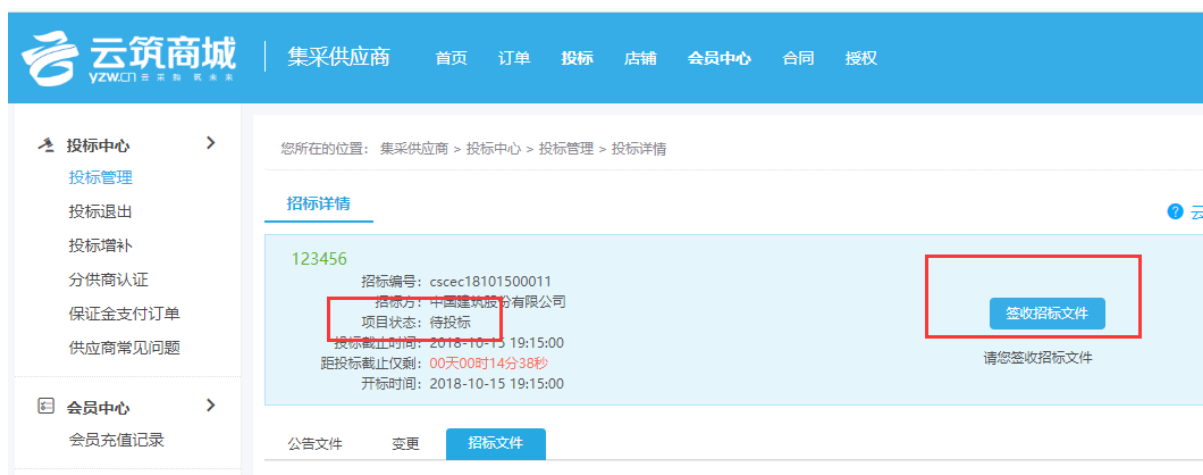 云筑商城
yzw.cn 云 采 购 筑 未 来
集采供应商 首页 订单 投标 店铺 会员中心 合同 授权
投标中心
投标管理
投标退出
投标增补
分供商认证
保证金支付订单
供应商常见问题
会员中心
会员充值记录
您所在的位置： 集采供应商 > 投标中心 > 投标管理 > 投标详情
招标详情
? 云
123456
招标编号：cscec18101500011
招标方：中国建筑股份有限公司
项目状态：待投标
投标截止时间：2018-10-15 19:15:00
距投标截止仅剩：00天00时14分38秒
开标时间：2018-10-15 19:15:00
签收招标文件
请您签收招标文件
公告文件 变更 招标文件